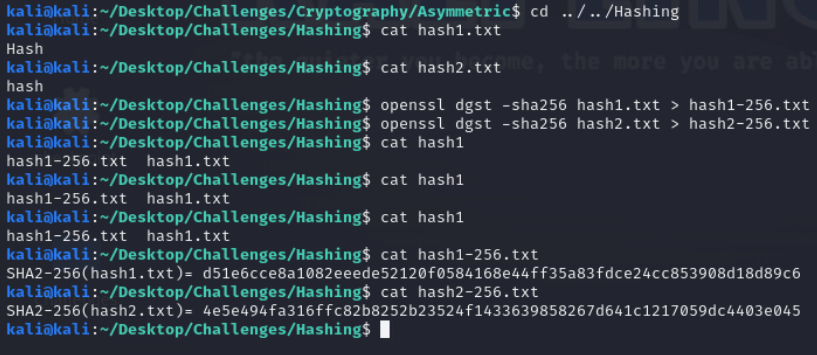 kali@kali:~/Desktop/Challenges/Cryptography/Asymmetric$ cd ../../Hashing
kali@kali:~/Desktop/Challenges/Hashing$ cat hash1.txt
Hash
kali@kali:~/Desktop/Challenges/Hashing$ cat hash2.txt
hash
kali@kali:~/Desktop/Challenges/Hashing$ openssl dgst -sha256 hash1.txt > hash1-256.txt
kali@kali:~/Desktop/Challenges/Hashing$ openssl dgst -sha256 hash2.txt > hash2-256.txt
kali@kali:~/Desktop/Challenges/Hashing$ cat hash1
hash1-256.txt  hash1.txt
kali@kali:~/Desktop/Challenges/Hashing$ cat hash1
hash1-256.txt  hash1.txt
kali@kali:~/Desktop/Challenges/Hashing$ cat hash1
hash1-256.txt  hash1.txt
kali@kali:~/Desktop/Challenges/Hashing$ cat hash1-256.txt
SHA2-256(hash1.txt)= d51e6cce8a1082eeede52120f0584168e44ff35a83fdce24cc853908d18d89c6
kali@kali:~/Desktop/Challenges/Hashing$ cat hash2-256.txt
SHA2-256(hash2.txt)= 4e5e494fa316ffc82b8252b23524f1433639858267d641c1217059dc4403e045
kali@kali:~/Desktop/Challenges/Hashing$